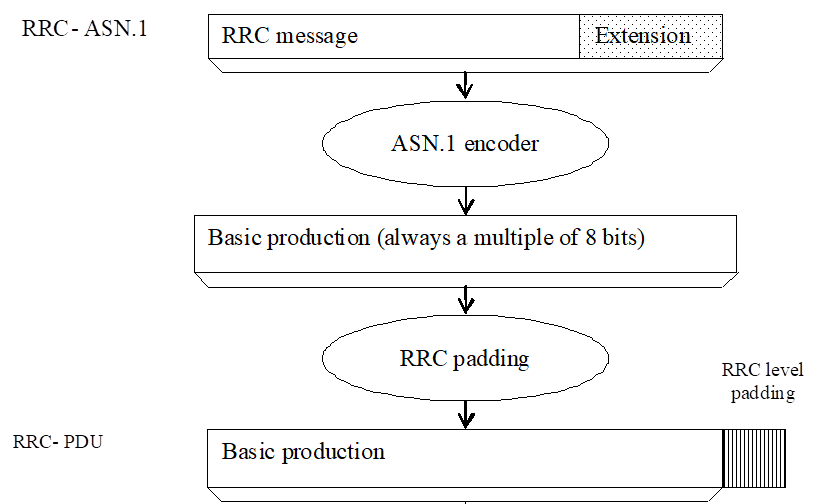 RRC- ASN.1
RRC message
Extension
ASN.1 encoder
Basic production (always a multiple of 8 bits)
RRC padding
RRC level
padding
RRC- PDU
Basic production